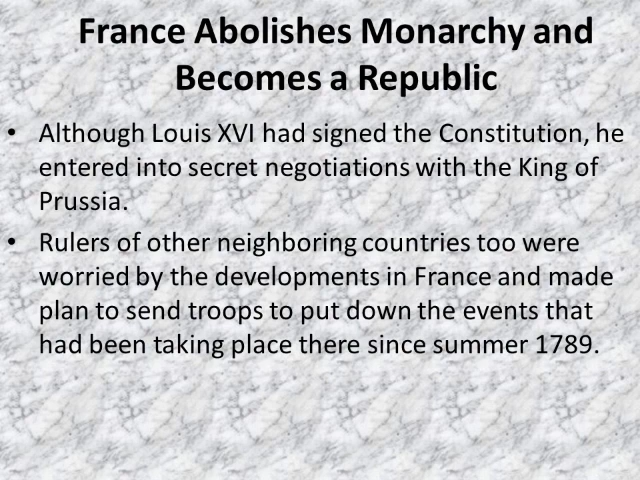 France Abolishes Monarchy and
Becomes a Republic
• Although Louis XVI had signed the Constitution, he
entered into secret negotiations with the King of
Prussia.
• Rulers of other neighboring countries too were
worried by the developments in France and made
plan to send troops to put down the events that
had been taking place there since summer 1789.